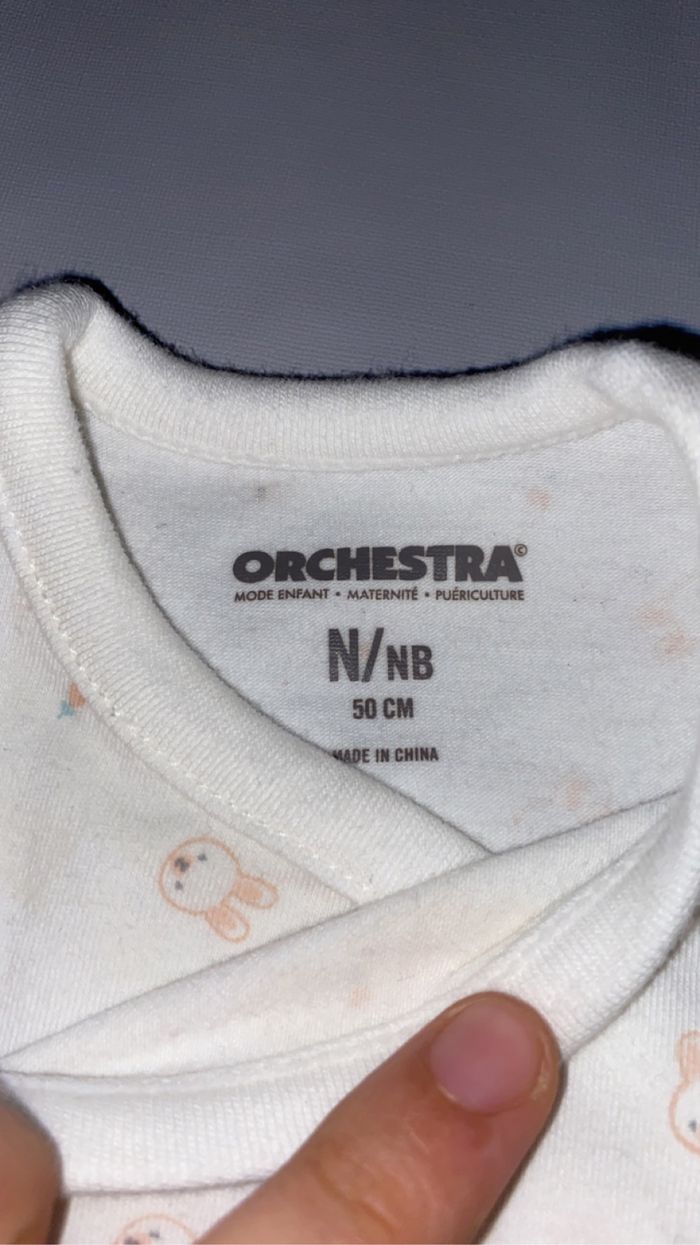 ORCHESTRA©
MODE ENFANT • MATERNITÉ • PUÉRICULTURE
N/NB
50 CM
MADE IN CHINA